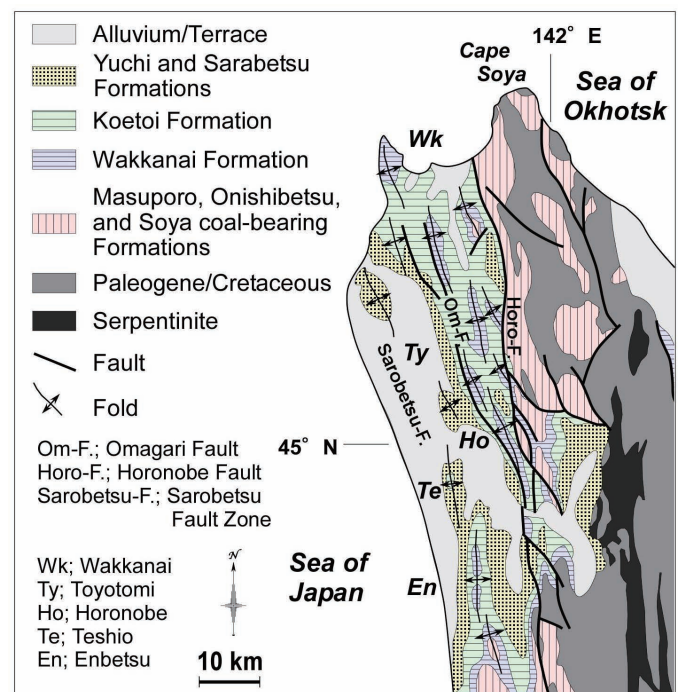 Alluvium/Terrace
Yuchi and Sarabetsu
Formations
Koetoi Formation
Wakkanai Formation
Masuporo, Onishibetsu,
and Soya coal-bearing
Formations
Paleogene/Cretaceous
Serpentinite
Fault
Fold
Om-F.; Omagari Fault
Horo-F.; Horonobe Fault
Sarobetsu-F.; Sarobetsu
Fault Zone
Wk; Wakkanai
Ty; Toyotomi
Ho; Horonobe
Te; Teshio
En; Enbetsu
N
10 km
142° E
Cape
Soya
Sea of
Okhotsk
Wk
Om-F.
Horo-F.
Ty
Sarobetsu-F.
Ho
45° N
Te
Sea of
Japan
En